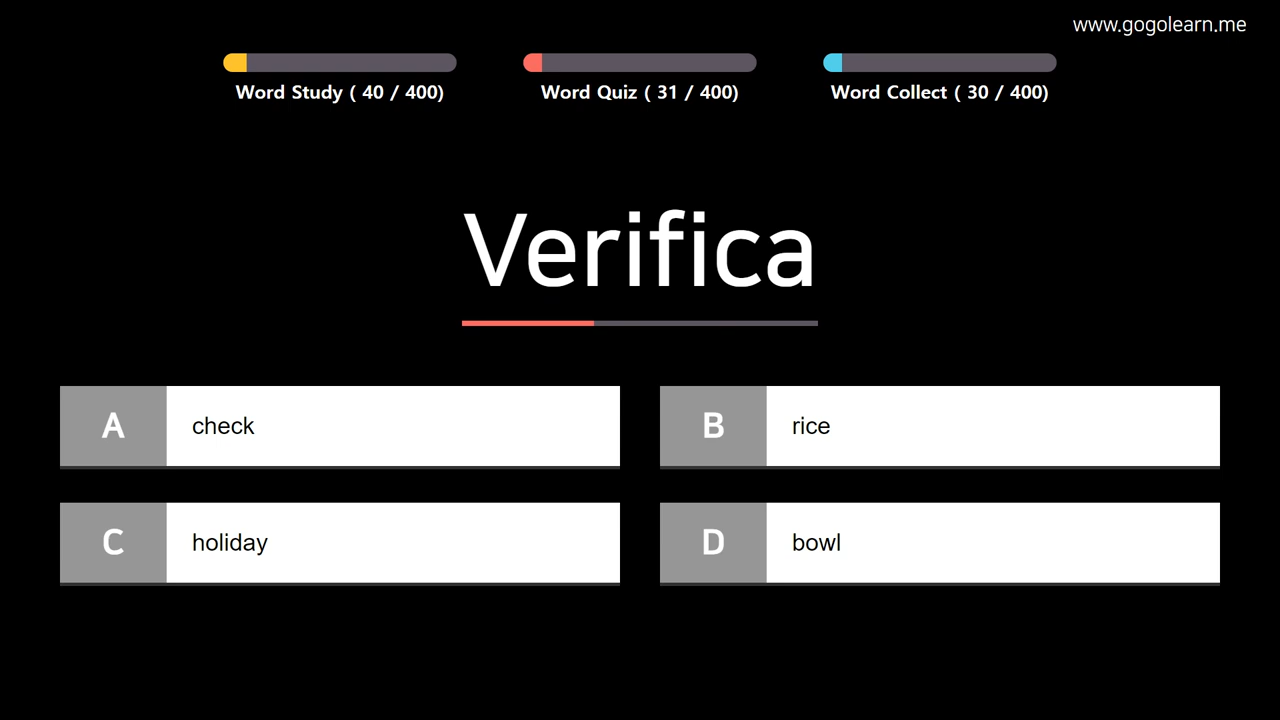 www.gogolearn.me
Word Study ( 40 / 400)
Word Quiz ( 31 / 400)
Word Collect ( 30 / 400)
Verifica
A check
B rice
C holiday
D bowl